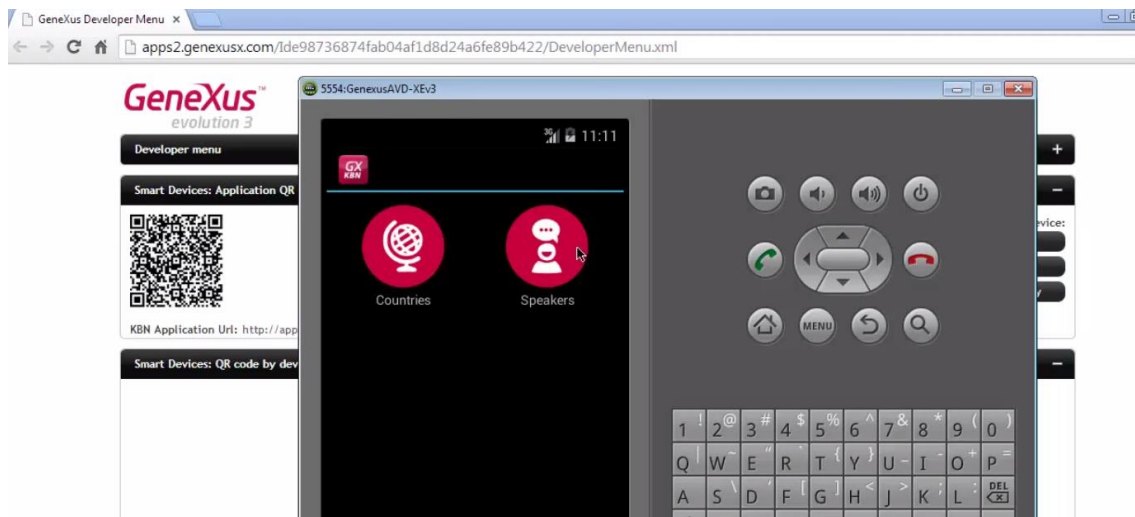 GeneXus Developer Menu ×
apps2.genexusx.com/Ide98736874fab04af1d8d24a6fe89b422/DeveloperMenu.xml
GeneXus™
evolution 3
5554:GenexusAVD-XEv3
3G 11:11
Developer menu +
GX
KBN
Smart Devices: Application QR −
vice:
Countries Speakers
MENU
KBN Application Url: http://app
Smart Devices: QR code by dev −
1 ! 2 @ 3 # 4 $ 5 % 6 ^ 7 & 8 * 9 ( 0 )
Q | W ~ E " R ` T { Y } U _ I - O + P =
A S \ D ' F [ G ] H < J > K ; L : DEL